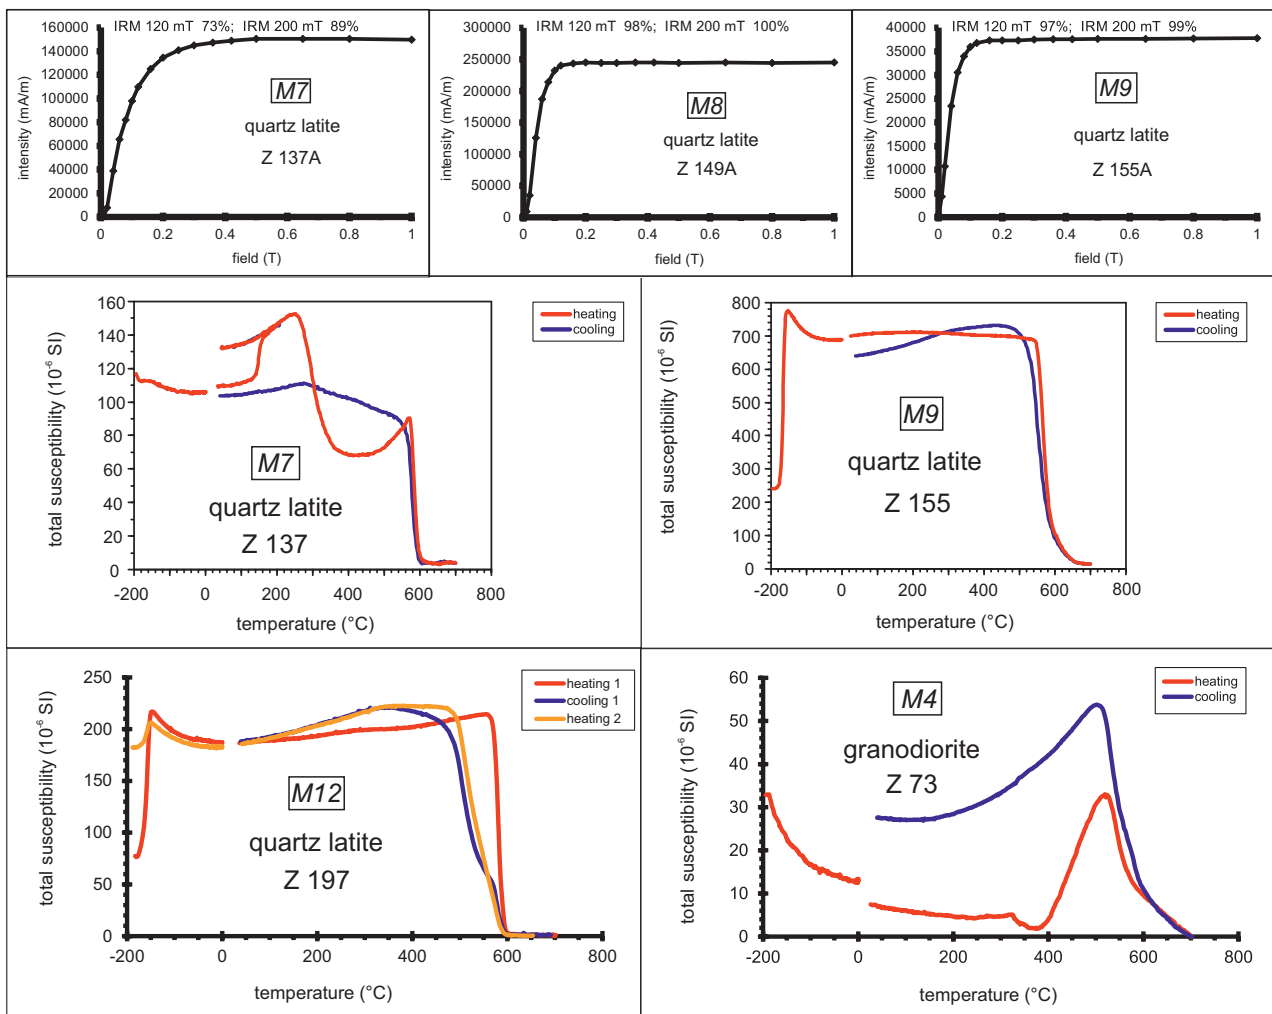 IRM 120 mT 73%; IRM 200 mT 89%
160000
140000
120000
100000
80000
60000
40000
20000
0
intensity (mA/m)
M7
quartz latite
Z 137A
0 0.2 0.4 0.6 0.8 1
field (T)
IRM 120 mT 98%; IRM 200 mT 100%
300000
250000
200000
150000
100000
50000
0
intensity (mA/m)
M8
quartz latite
Z 149A
0 0.2 0.4 0.6 0.8 1
field (T)
IRM 120 mT 97%; IRM 200 mT 99%
40000
35000
30000
25000
20000
15000
10000
5000
0
intensity (mA/m)
M9
quartz latite
Z 155A
0 0.2 0.4 0.6 0.8 1
field (T)
160
140
120
100
80
60
40
20
0
total susceptibility (10⁻⁶ SI)
heating
cooling
M7
quartz latite
Z 137
-200 0 200 400 600 800
temperature (°C)
800
700
600
500
400
300
200
100
0
total susceptibility (10⁻⁶ SI)
heating
cooling
M9
quartz latite
Z 155
-200 0 200 400 600 800
temperature (°C)
250
200
150
100
50
0
total susceptibility (10⁻⁶ SI)
heating 1
cooling 1
heating 2
M12
quartz latite
Z 197
-200 0 200 400 600 800
temperature (°C)
60
50
40
30
20
10
0
total susceptibility (10⁻⁶ SI)
heating
cooling
M4
granodiorite
Z 73
-200 0 200 400 600 800
temperature (°C)